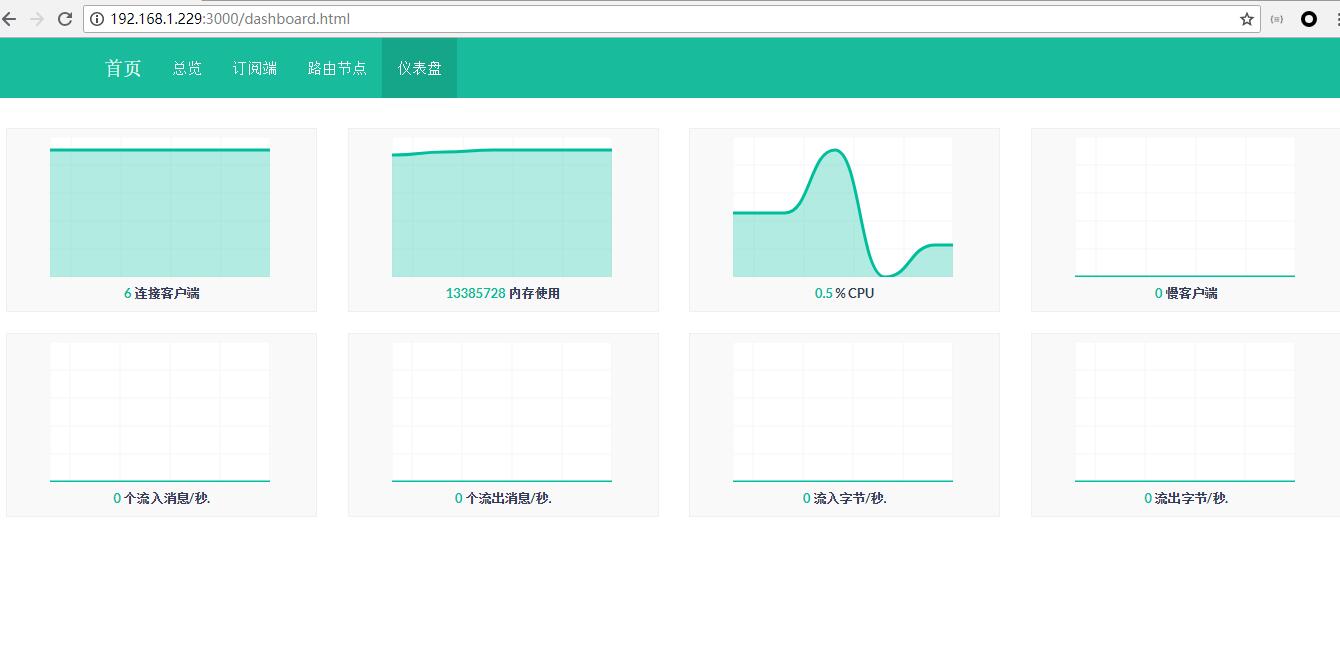 192.168.1.229:3000/dashboard.html
首页 总览 订阅端 路由节点 仪表盘
6 连接客户端
13385728 内存使用
0.5 % CPU
0 慢客户端
0 个流入消息/秒.
0 个流出消息/秒.
0 流入字节/秒.
0 流出字节/秒.